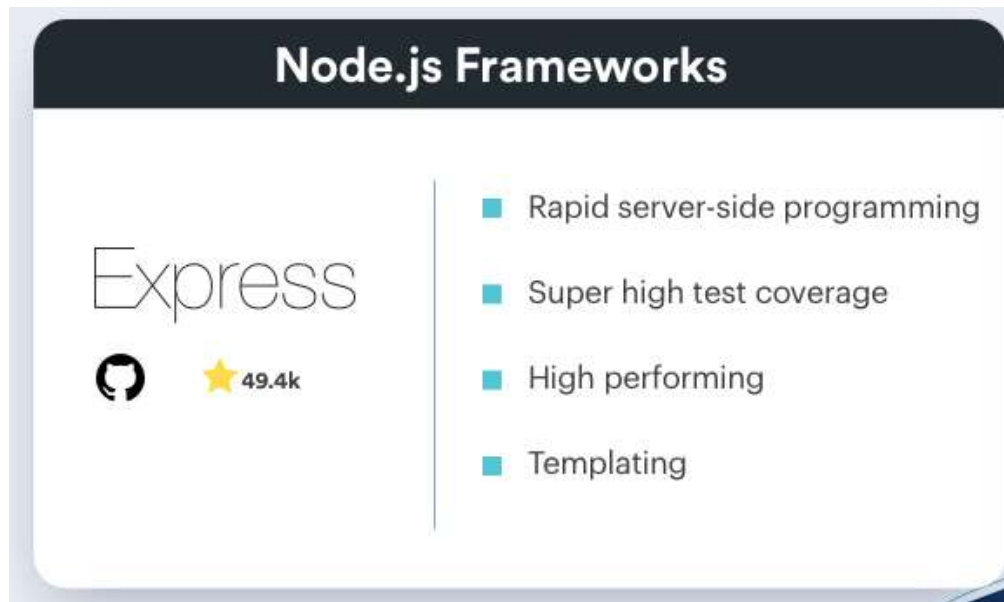 Node.js Frameworks
Express
49.4k
Rapid server-side programming
Super high test coverage
High performing
Templating